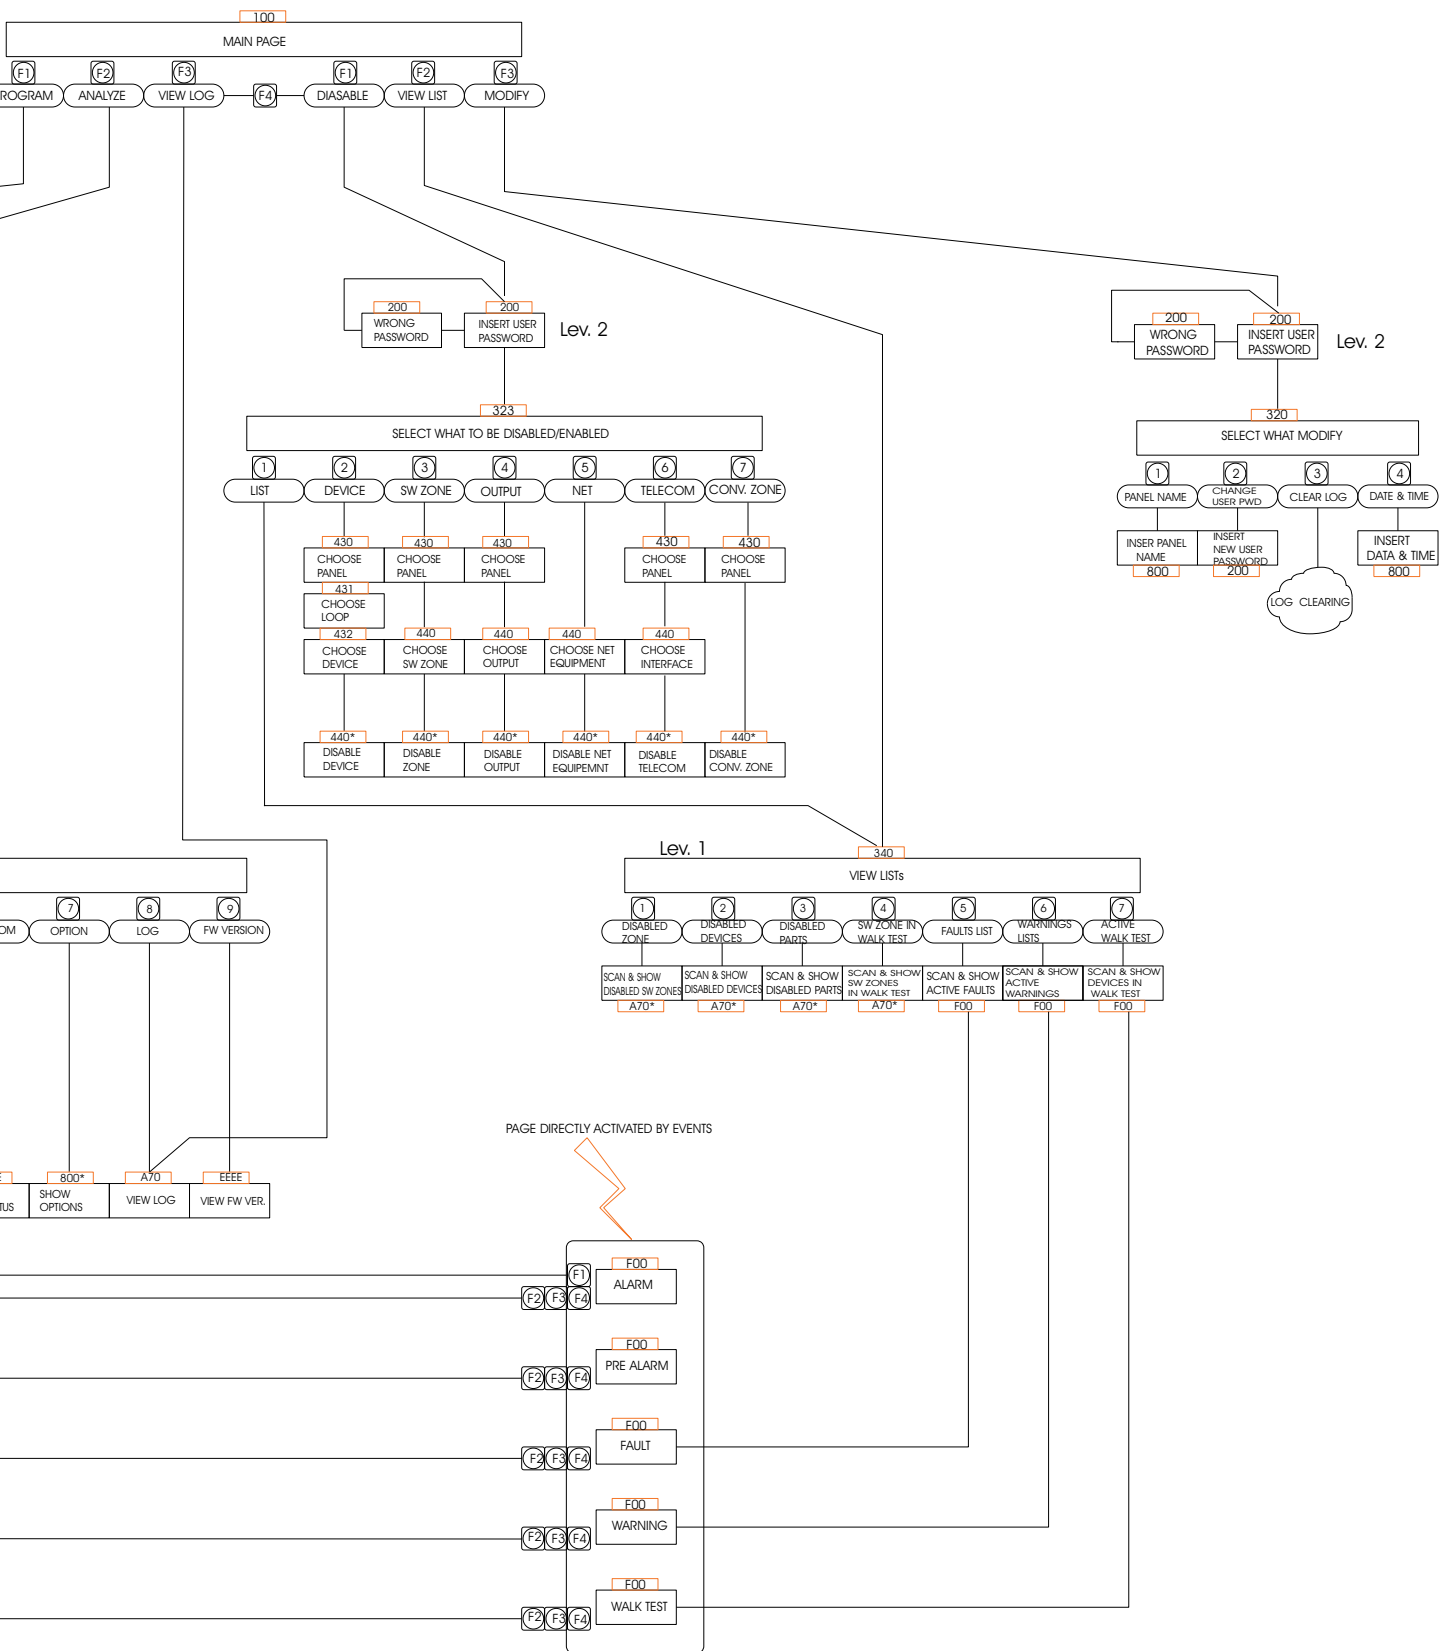 100
MAIN PAGE
F1 F2 F3 F1 F2 F3
ROGRAM ANALYZE VIEW LOG F4 DIASABLE VIEW LIST MODIFY
200 200
WRONG PASSWORD
INSERT USER PASSWORD
Lev. 2
200 200
WRONG PASSWORD
INSERT USER PASSWORD
Lev. 2
323
SELECT WHAT TO BE DISABLED/ENABLED
1 2 3 4 5 6 7
LIST DEVICE SW ZONE OUTPUT NET TELECOM CONV. ZONE
320
SELECT WHAT MODIFY
1 2 3 4
PANEL NAME
CHANGE USER PWD
CLEAR LOG
DATE & TIME
430 430 430 430 430
CHOOSE PANEL
CHOOSE PANEL
CHOOSE PANEL
CHOOSE PANEL
CHOOSE PANEL
INSER PANEL NAME
800
INSERT NEW USER PASSWORD
200
INSERT DATA & TIME
800
LOG CLEARING
431
CHOOSE LOOP
432 440 440 440 440
CHOOSE DEVICE
CHOOSE SW ZONE
CHOOSE OUTPUT
CHOOSE NET EQUIPMENT
CHOOSE INTERFACE
440* 440* 440* 440* 440* 440*
DISABLE DEVICE
DISABLE ZONE
DISABLE OUTPUT
DISABLE NET EQUIPEMNT
DISABLE TELECOM
DISABLE CONV. ZONE
Lev. 1
340
VIEW LISTs
1 2 3 4 5 6 7
DISABLED ZONE
DISABLED DEVICES
DISABLED PARTS
SW ZONE IN WALK TEST
FAULTS LIST
WARNINGS LISTS
ACTIVE WALK TEST
SCAN & SHOW DISABLED SW ZONES
SCAN & SHOW DISABLED DEVICES
SCAN & SHOW DISABLED PARTS
SCAN & SHOW SW ZONES IN WALK TEST
SCAN & SHOW ACTIVE FAULTS
SCAN & SHOW ACTIVE WARNINGS
SCAN & SHOW DEVICES IN WALK TEST
A70* A70* A70* A70* F00 F00 F00
7 8 9
OM OPTION LOG FW VERSION
E 800* A70 EEEE
TUS
SHOW OPTIONS
VIEW LOG
VIEW FW VER.
PAGE DIRECTLY ACTIVATED BY EVENTS
F00
F1
ALARM
F2 F3 F4
F00
PRE ALARM
F2 F3 F4
F00
FAULT
F2 F3 F4
F00
WARNING
F2 F3 F4
F00
WALK TEST
F2 F3 F4